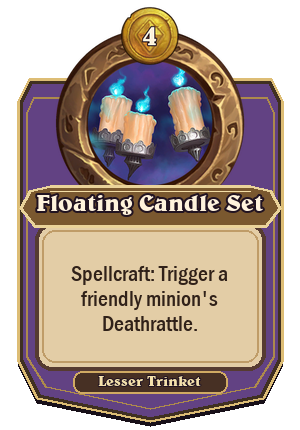 4
Floating Candle Set
Spellcraft: Trigger a
friendly minion's
Deathrattle.
Lesser Trinket